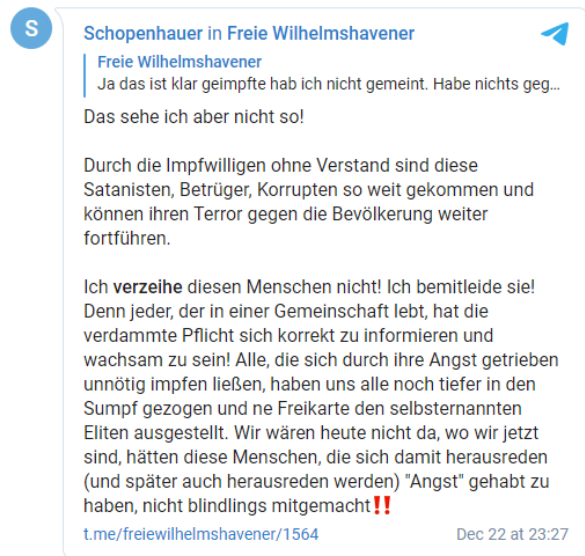 S
Schopenhauer in Freie Wilhelmshavener
Freie Wilhelmshavener
Ja das ist klar geimpfte hab ich nicht gemeint. Habe nichts geg...
Das sehe ich aber nicht so!
Durch die Impfwilligen ohne Verstand sind diese
Satanisten, Betrüger, Korrupten so weit gekommen und
können ihren Terror gegen die Bevölkerung weiter
fortführen.
Ich verzeihe diesen Menschen nicht! Ich bemitleide sie!
Denn jeder, der in einer Gemeinschaft lebt, hat die
verdammte Pflicht sich korrekt zu informieren und
wachsam zu sein! Alle, die sich durch ihre Angst getrieben
unnötig impfen ließen, haben uns alle noch tiefer in den
Sumpf gezogen und ne Freikarte den selbsternannten
Eliten ausgestellt. Wir wären heute nicht da, wo wir jetzt
sind, hätten diese Menschen, die sich damit herausreden
(und später auch herausreden werden) "Angst" gehabt zu
haben, nicht blindlings mitgemacht‼️
t.me/freiewilhelmshavener/1564 Dec 22 at 23:27